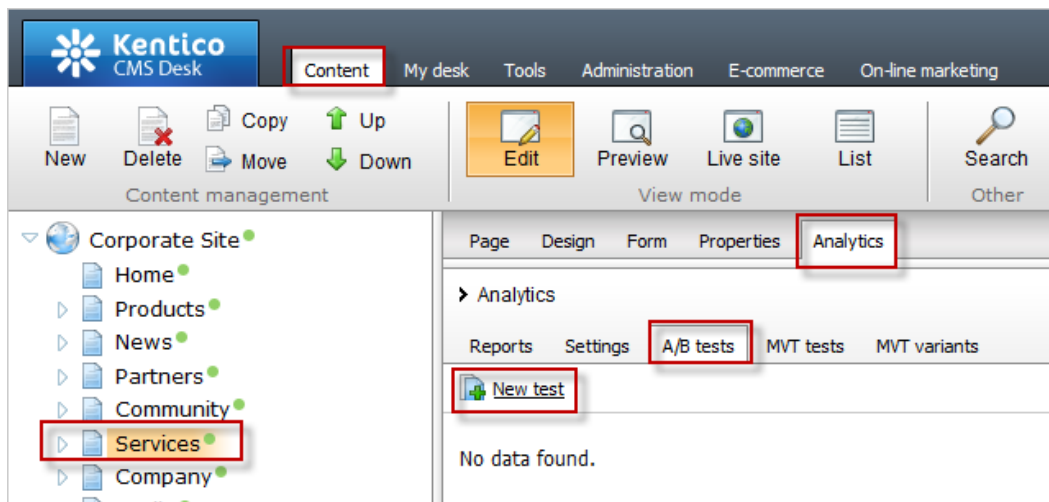 Kentico
CMS Desk
Content My desk Tools Administration E-commerce On-line marketing
New Delete Copy Move Up Down
Content management
Edit Preview Live site List
View mode
Search
Other
Corporate Site
Home
Products
News
Partners
Community
Services
Company
Page Design Form Properties Analytics
Analytics
Reports Settings A/B tests MVT tests MVT variants
New test
No data found.